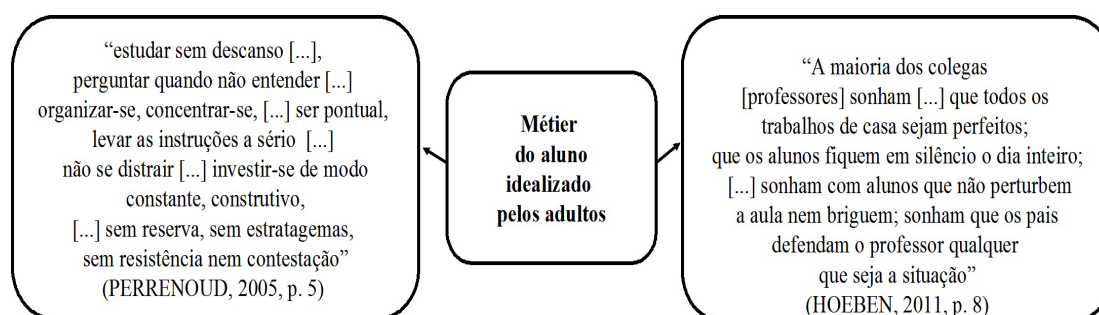 “estudar sem descanso [...],
perguntar quando não entender [...]
organizar-se, concentrar-se, [...] ser pontual,
levar as instruções a sério [...]
não se distrair [...] investir-se de modo
constante, construtivo,
[...] sem reserva, sem estratagemas,
sem resistência nem contestação”
(PERRENOUD, 2005, p. 5)
Métier
do aluno
idealizado
pelos adultos
“A maioria dos colegas
[professores] sonham [...] que todos os
trabalhos de casa sejam perfeitos;
que os alunos fiquem em silêncio o dia inteiro;
[...] sonham com alunos que não perturbem
a aula nem briguem; sonham que os pais
defendam o professor qualquer
que seja a situação”
(HOEBEN, 2011, p. 8)